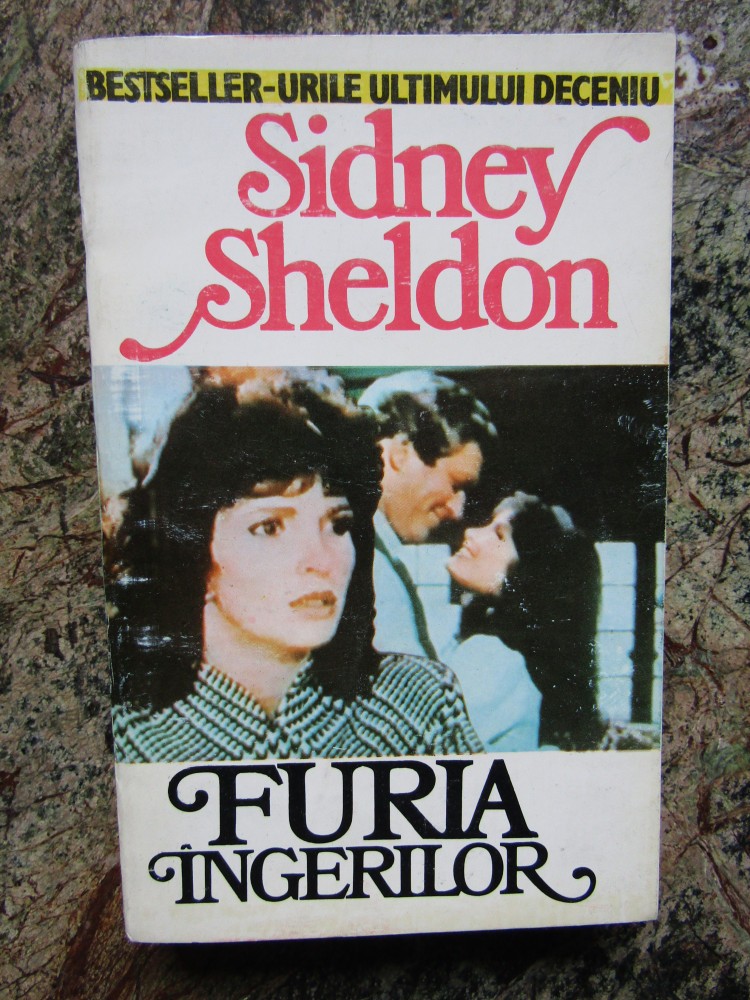 BESTSELLER-URILE ULTIMULUI DECENIU
Sidney
Sheldon
FURIA
ÎNGERILOR